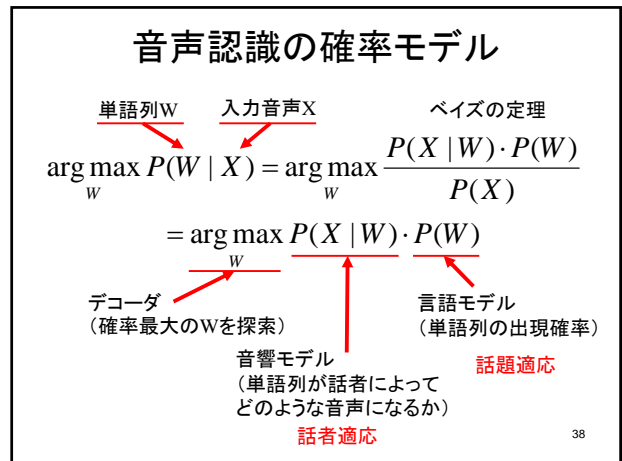 音声認識の確率モデル
単語列W 入力音声X ベイズの定理
arg max P(W | X) = arg max P(X | W)・P(W) / P(X)
W W
= arg max P(X | W)・P(W)
W
デコーダ
（確率最大のWを探索）
言語モデル
（単語列の出現確率）
話題適応
音響モデル
（単語列が話者によって
どのような音声になるか）
話者適応
38